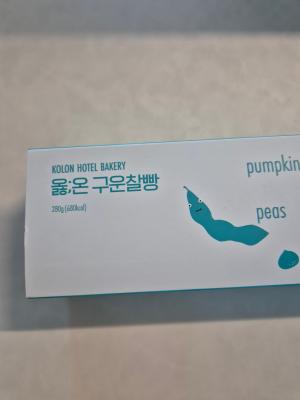 KOLON HOTEL BAKERY
옳;온 구운찰빵
280g (680kcal)
pumpkin
peas